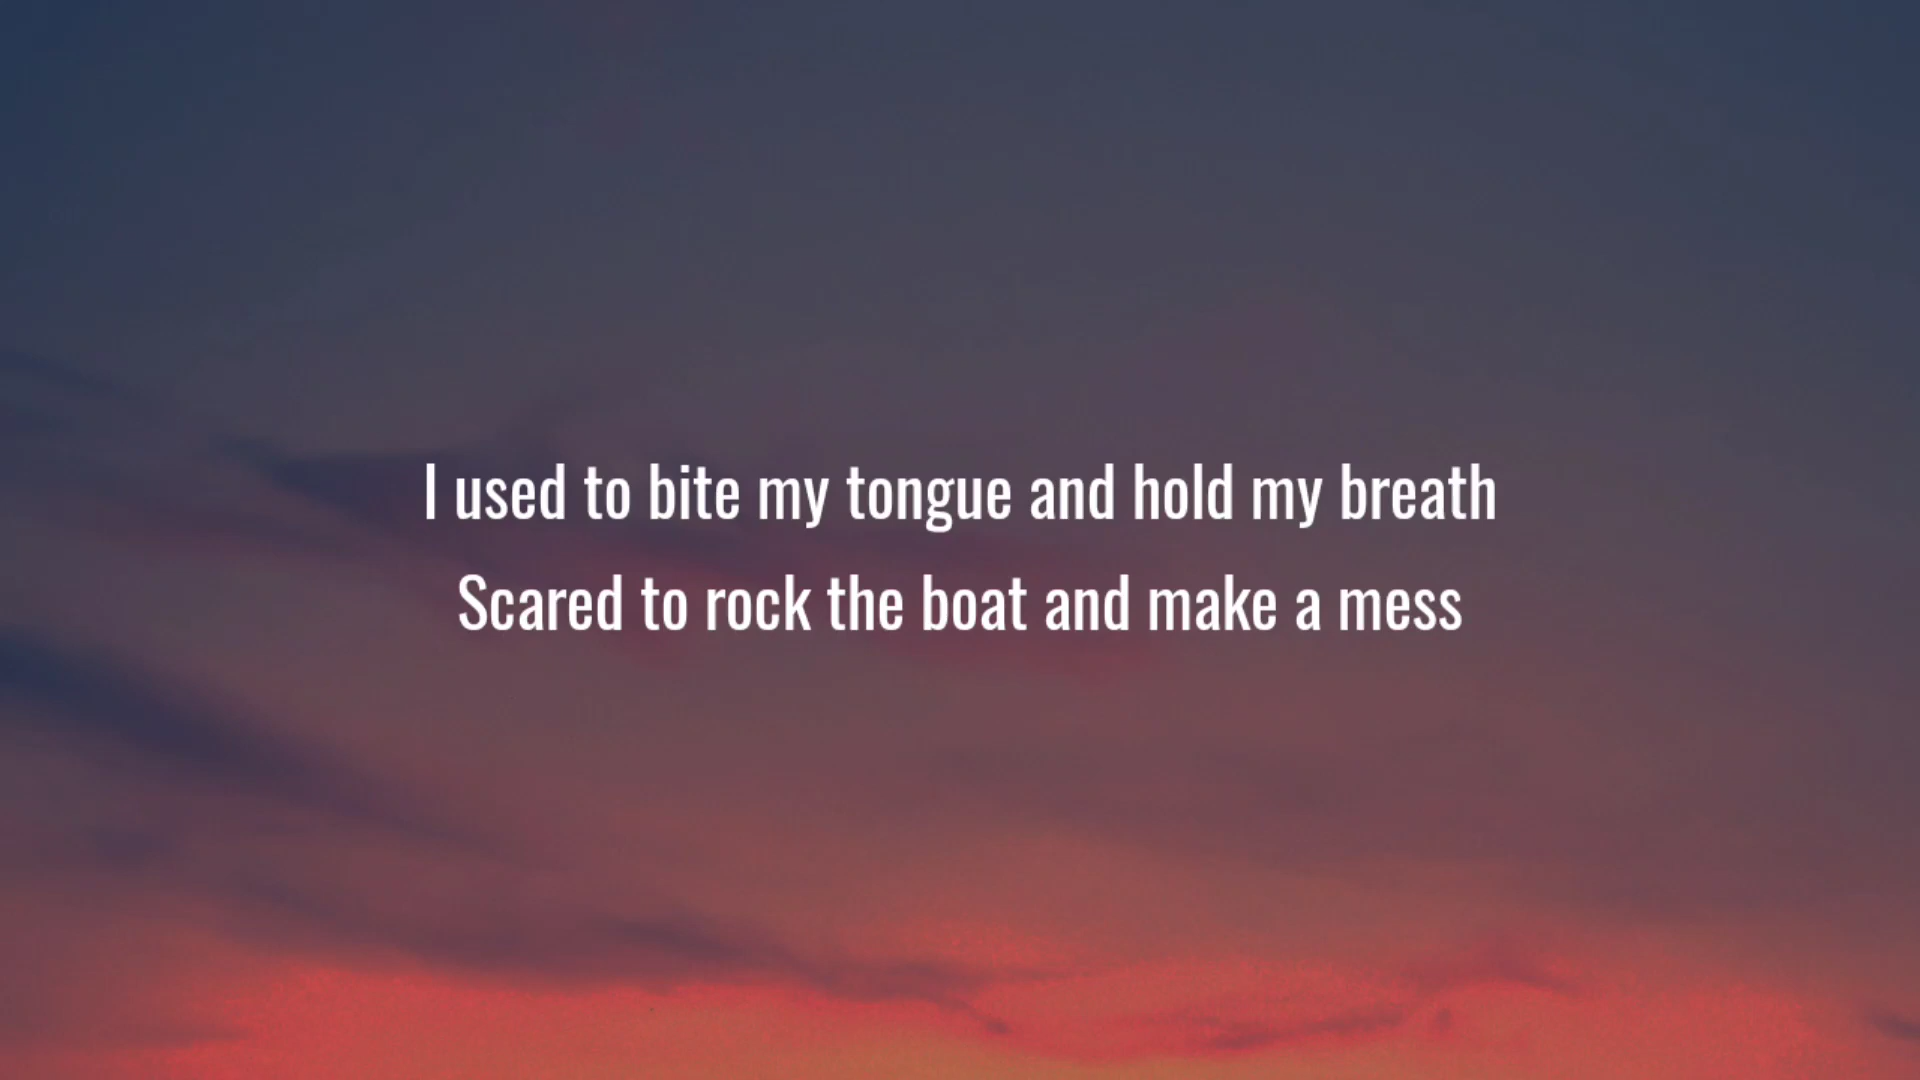 I used to bite my tongue and hold my breath
Scared to rock the boat and make a mess